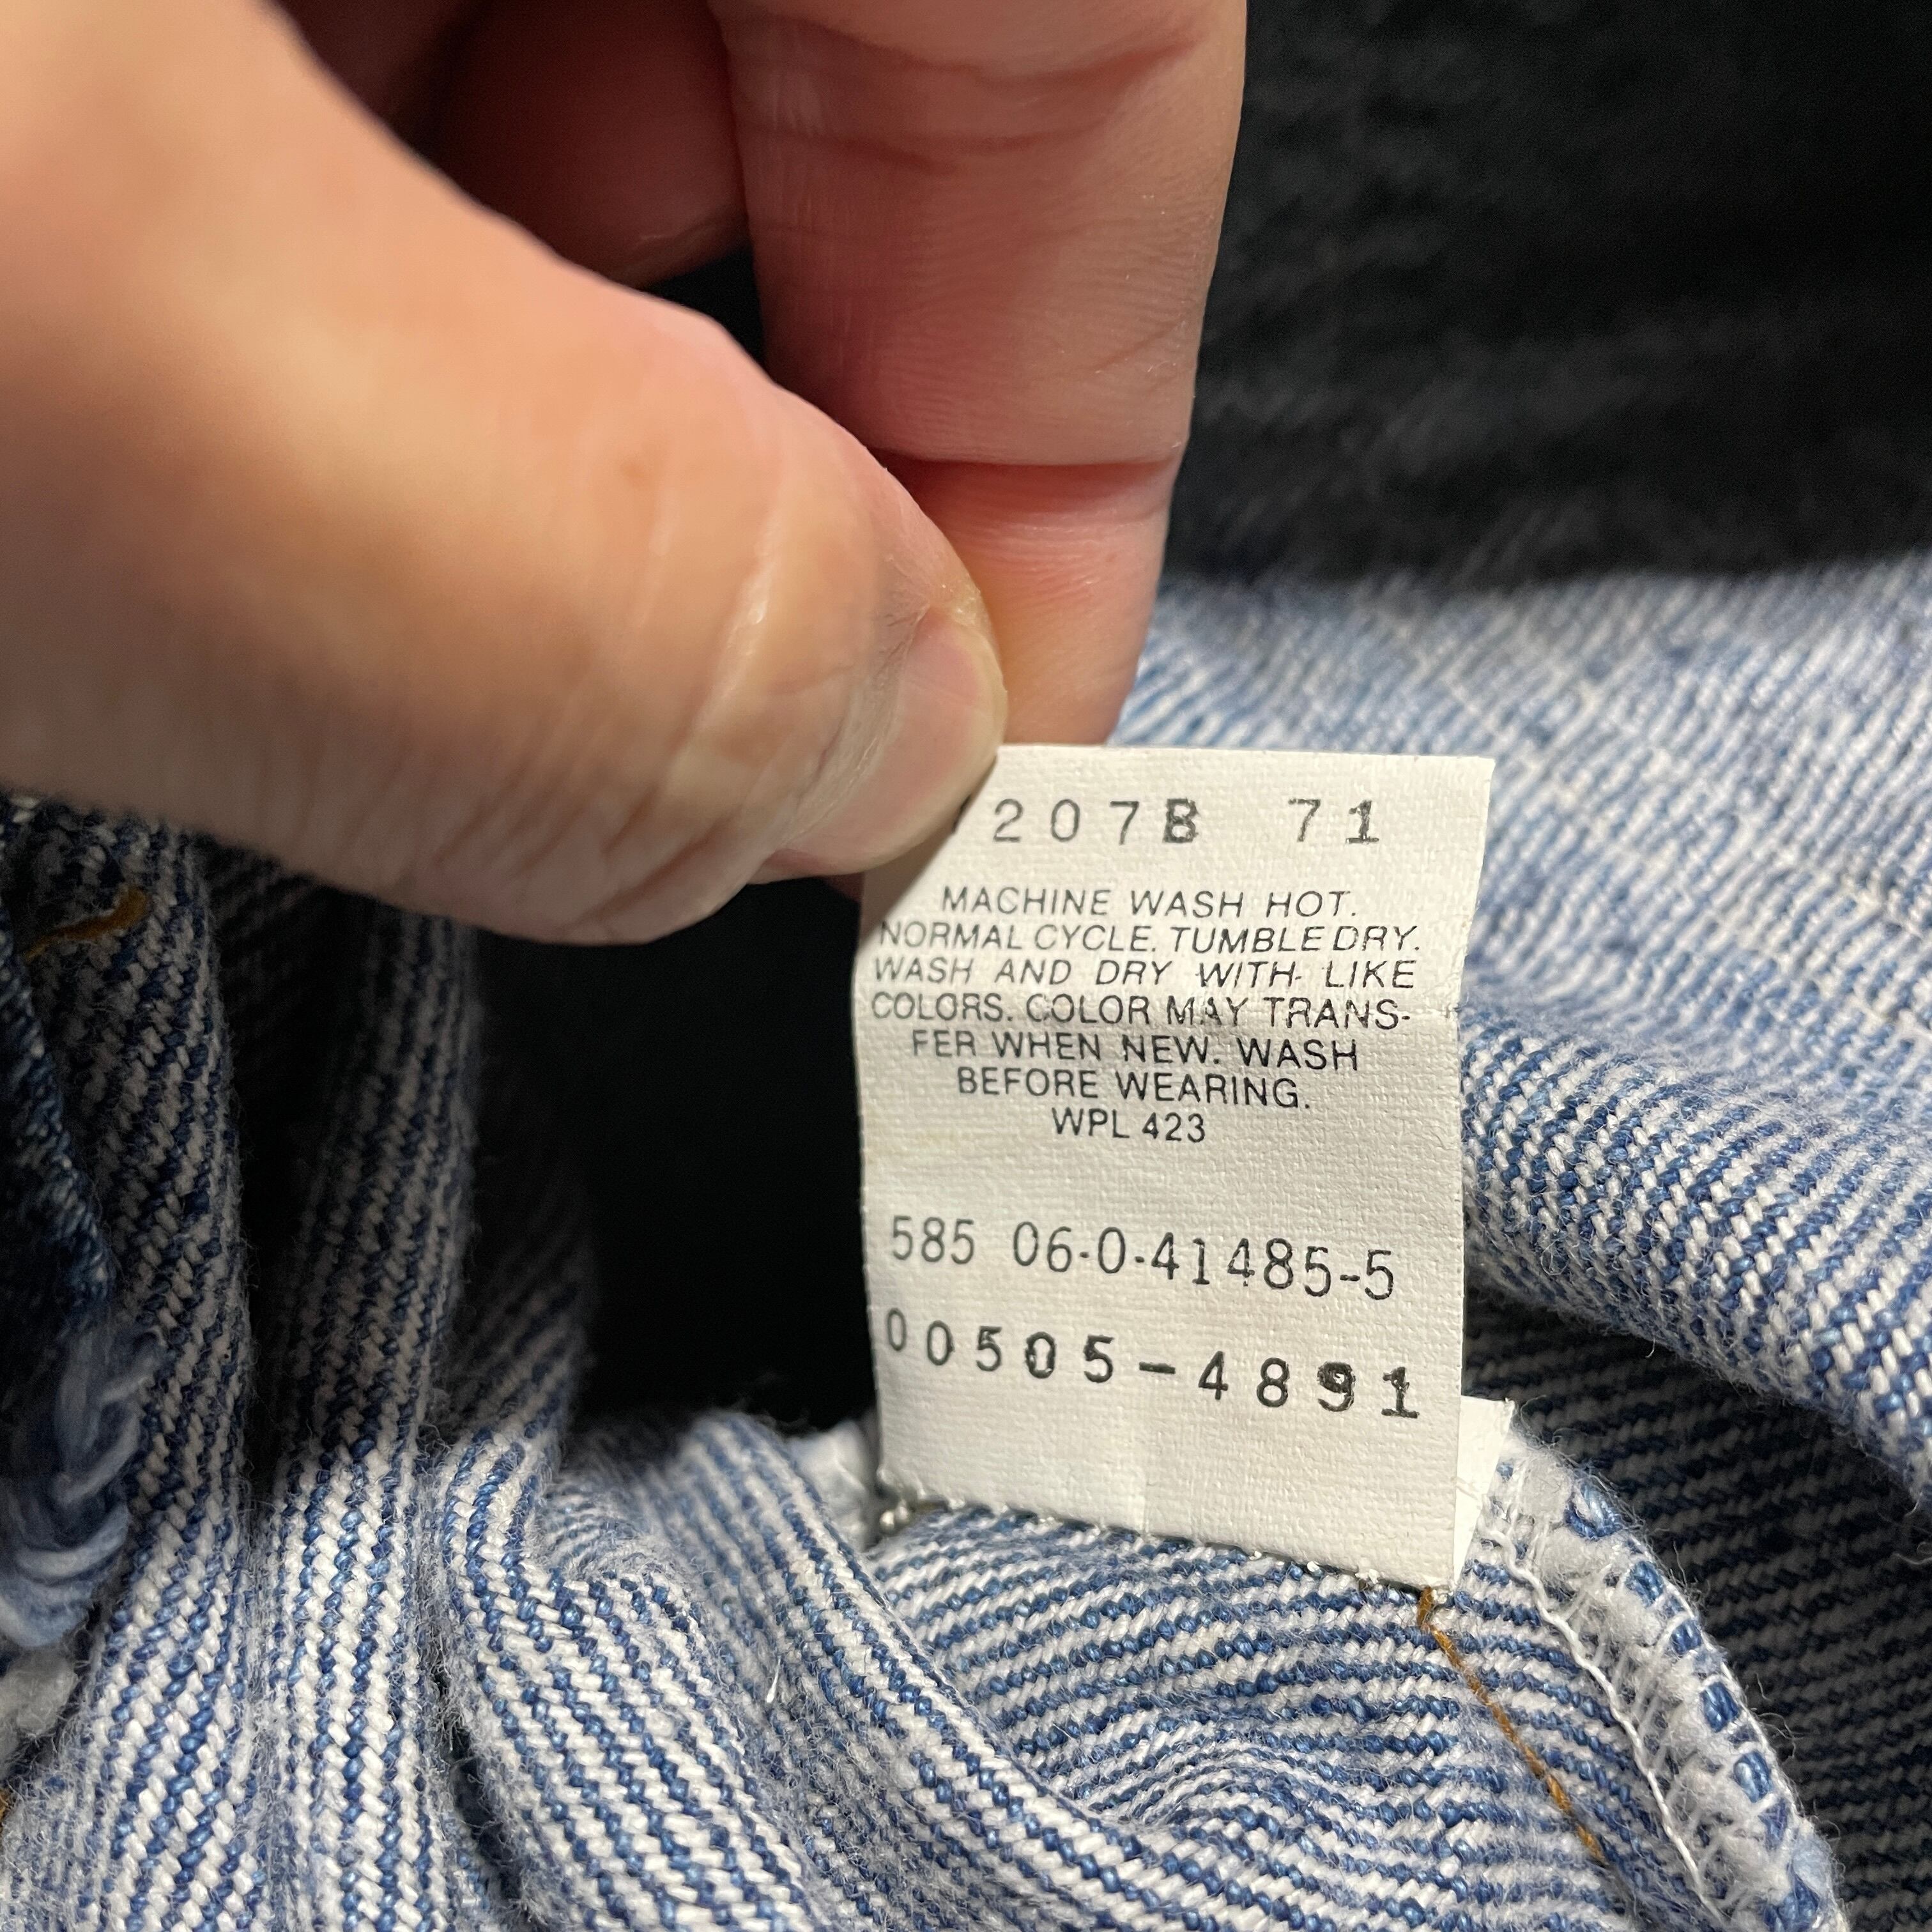 207B 71
MACHINE WASH HOT.
NORMAL CYCLE. TUMBLE DRY.
WASH AND DRY WITH LIKE
COLORS. COLOR MAY TRANS-
FER WHEN NEW. WASH
BEFORE WEARING.
WPL 423
585 06-0-41485-5
00505-4891